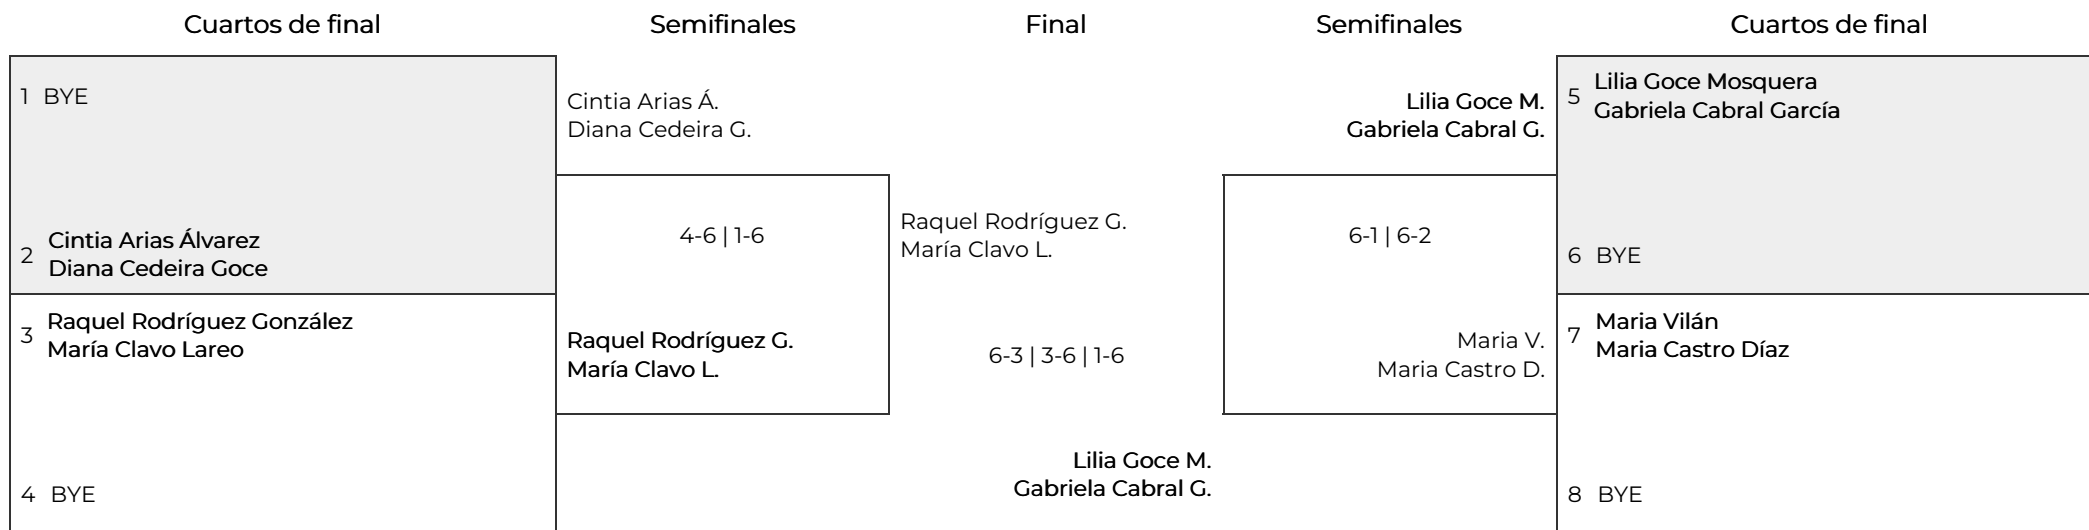 Cuartos de final
Semifinales
Final
Semifinales
Cuartos de final
1 BYE
2 Cintia Arias Álvarez
Diana Cedeira Goce
3 Raquel Rodríguez González
María Clavo Lareo
4 BYE
Cintia Arias Á.
Diana Cedeira G.
4-6 | 1-6
Raquel Rodríguez G.
María Clavo L.
Raquel Rodríguez G.
María Clavo L.
6-3 | 3-6 | 1-6
Lilia Goce M.
Gabriela Cabral G.
Lilia Goce M.
Gabriela Cabral G.
6-1 | 6-2
Maria V.
Maria Castro D.
5 Lilia Goce Mosquera
Gabriela Cabral García
6 BYE
7 Maria Vilán
Maria Castro Díaz
8 BYE